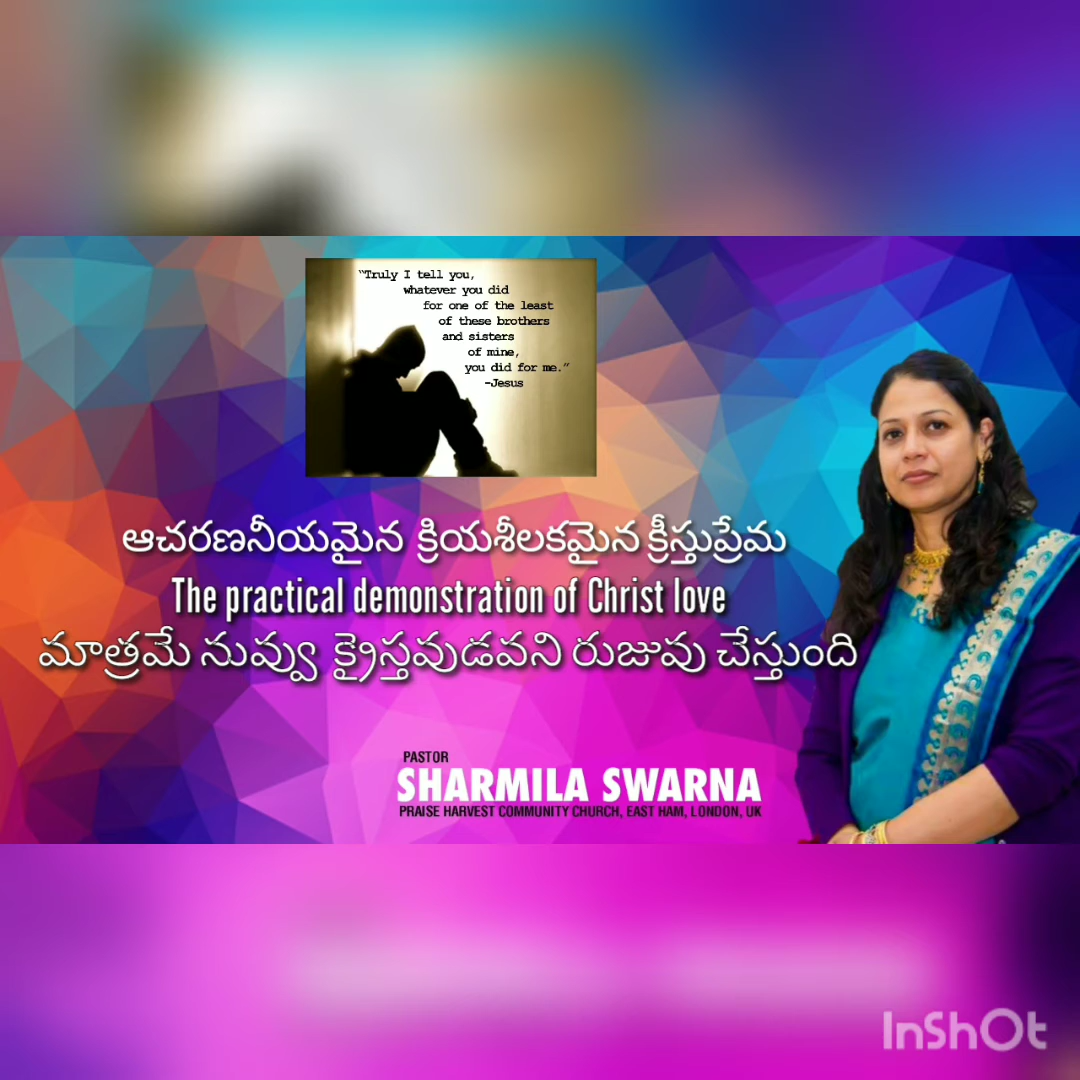 “Truly I tell you,
whatever you did
for one of the least
of these brothers
and sisters
of mine,
you did for me.”
-Jesus
ఆచరణనీయమైన క్రియశీలకమైన క్రీస్తుప్రేమ
The practical demonstration of Christ love
మాత్రమే నువ్వు క్రైస్తవుడవని రుజువు చేస్తుంది
PASTOR
SHARMILA SWARNA
PRAISE HARVEST COMMUNITY CHURCH, EAST HAM, LONDON, UK
InShOt